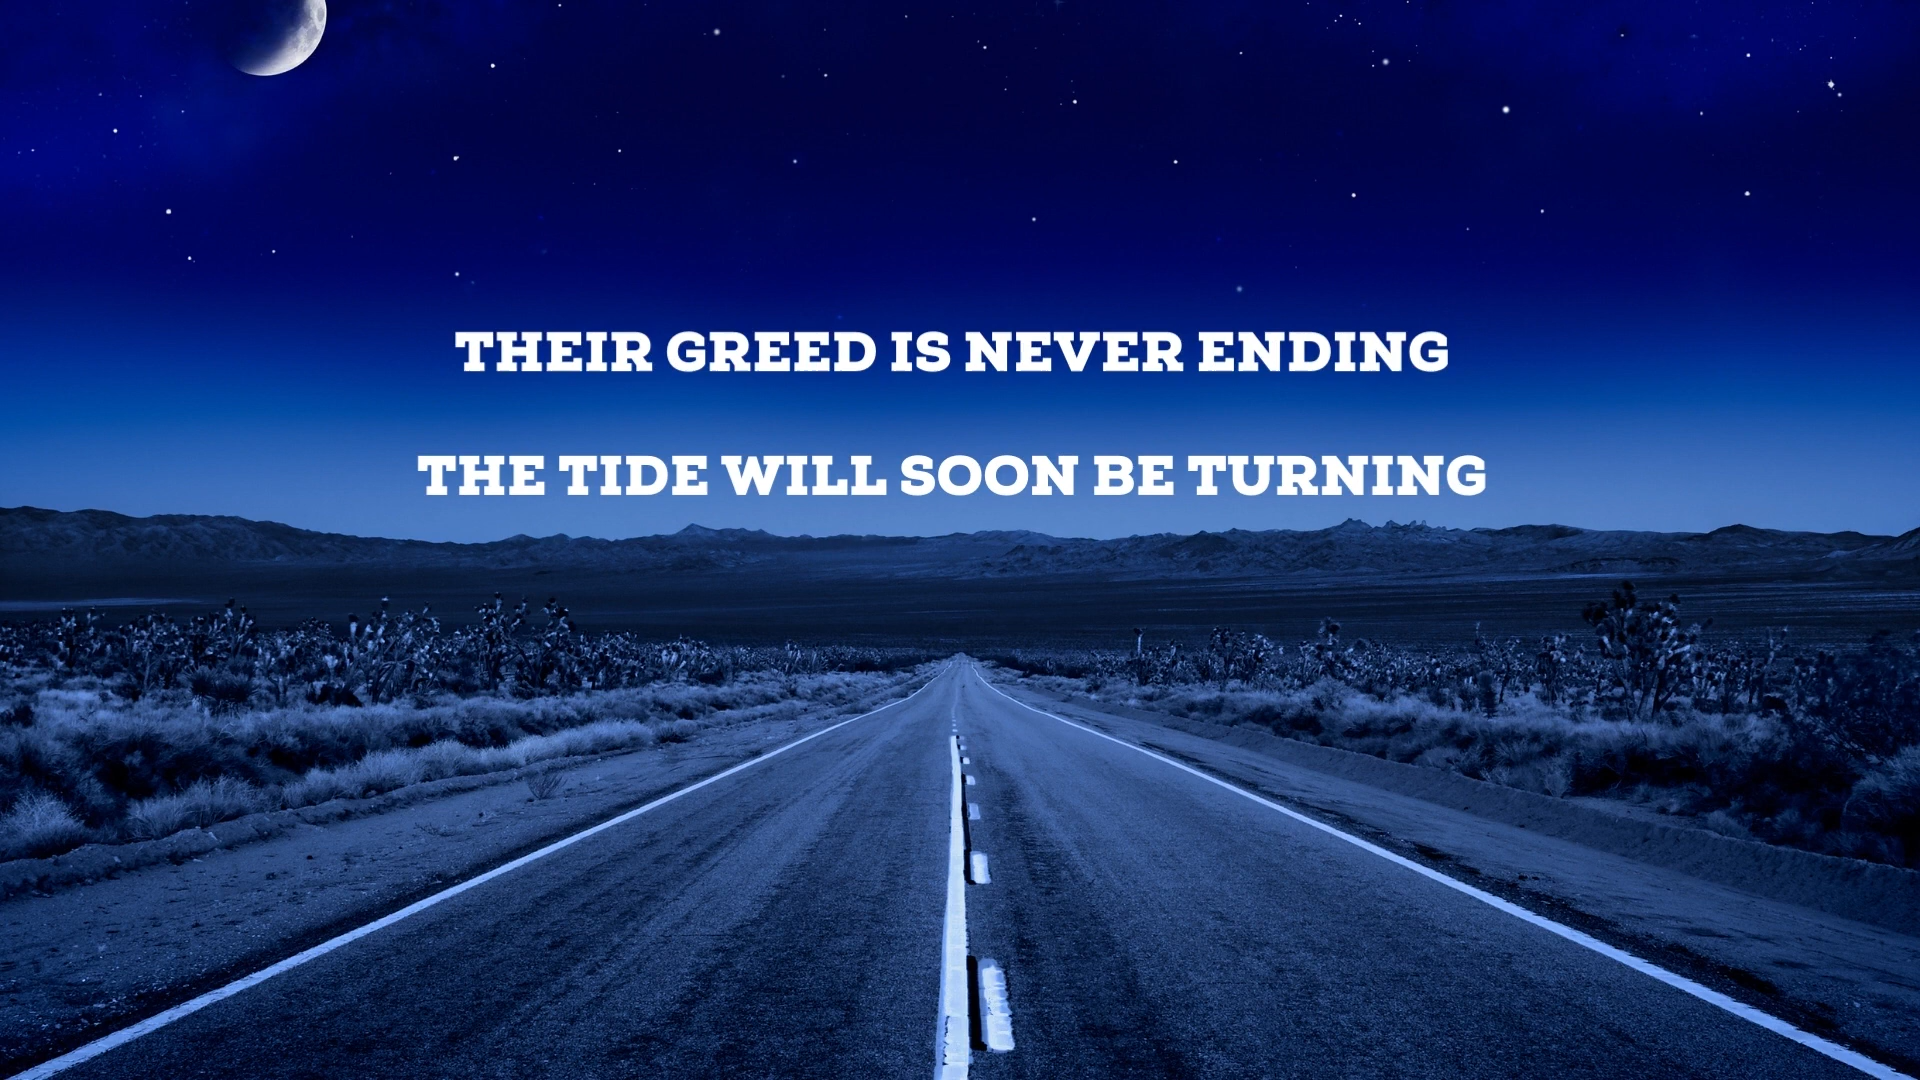 THEIR GREED IS NEVER ENDING
THE TIDE WILL SOON BE TURNING